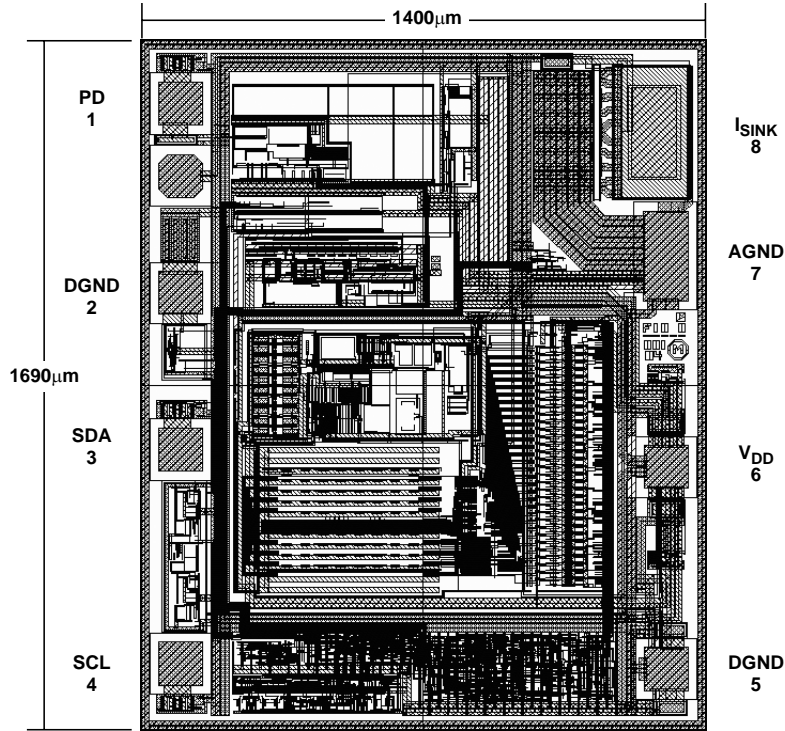 1400μm
PD
1
ISINK
8
DGND
2
AGND
7
1690μm
SDA
3
VDD
6
SCL
4
DGND
5
M